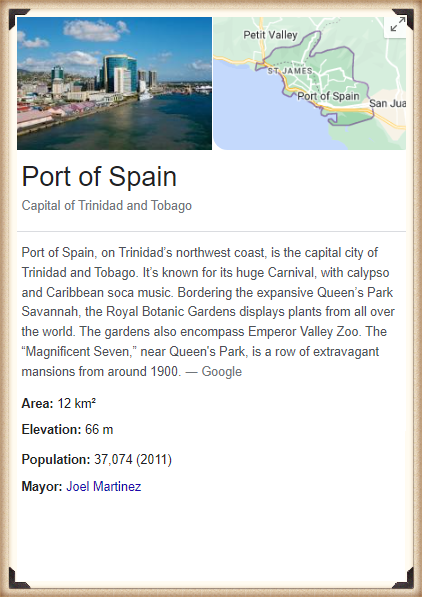 Petit Valley
ST JAMES
Port of Spain
San Jua
Port of Spain
Capital of Trinidad and Tobago
Port of Spain, on Trinidad's northwest coast, is the capital city of
Trinidad and Tobago. It's known for its huge Carnival, with calypso
and Caribbean soca music. Bordering the expansive Queen's Park
Savannah, the Royal Botanic Gardens displays plants from all over
the world. The gardens also encompass Emperor Valley Zoo. The
“Magnificent Seven,” near Queen's Park, is a row of extravagant
mansions from around 1900. — Google
Area: 12 km²
Elevation: 66 m
Population: 37,074 (2011)
Mayor: Joel Martinez